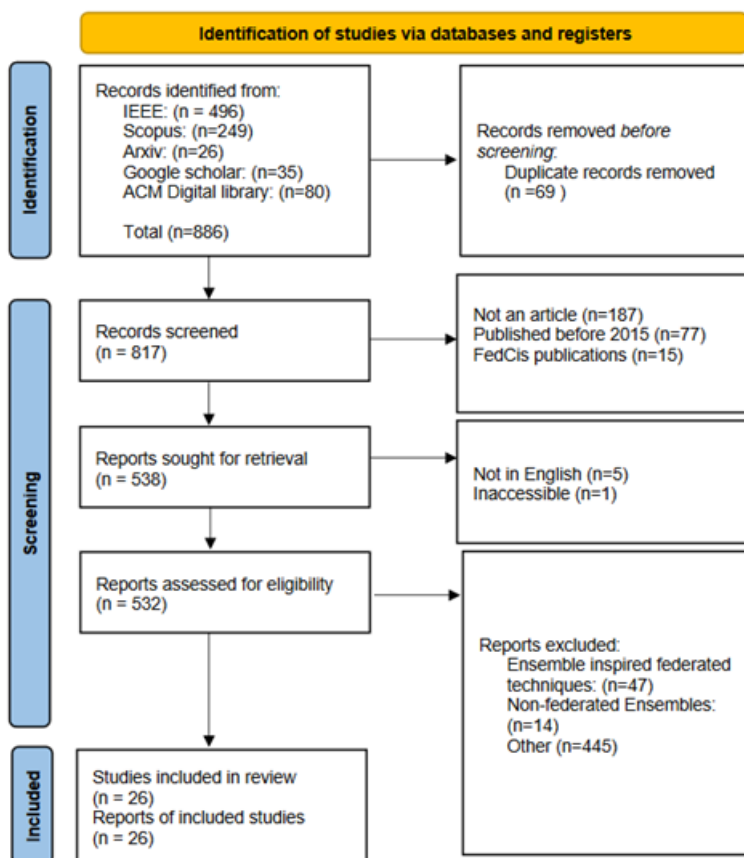 Identification of studies via databases and registers
Identification
Records identified from:
IEEE: (n = 496)
Scopus: (n=249)
Arxiv: (n=26)
Google scholar: (n=35)
ACM Digital library: (n=80)
Total (n=886)
Records removed before
screening:
Duplicate records removed
(n =69 )
Screening
Records screened
(n = 817)
Not an article (n=187)
Published before 2015 (n=77)
FedCis publications (n=15)
Reports sought for retrieval
(n = 538)
Not in English (n=5)
Inaccessible (n=1)
Reports assessed for eligibility
(n = 532)
Reports excluded:
Ensemble inspired federated
techniques: (n=47)
Non-federated Ensembles:
(n=14)
Other (n=445)
Included
Studies included in review
(n = 26)
Reports of included studies
(n = 26)